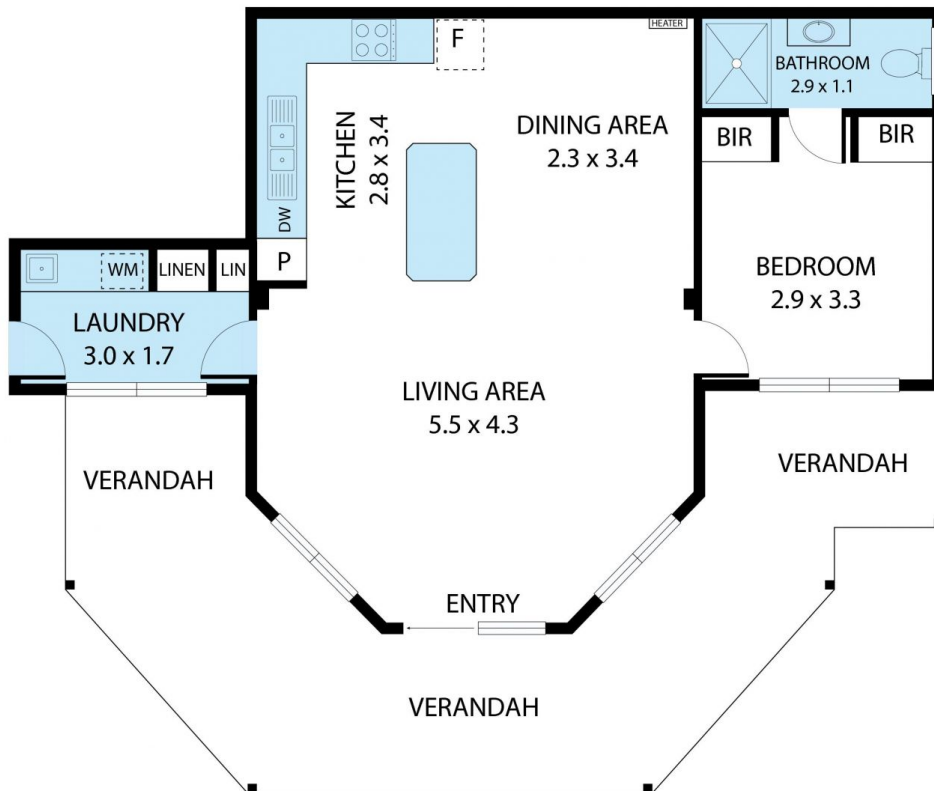 HEATER
F
BATHROOM
2.9 x 1.1
KITCHEN
2.8 x 3.4
DINING AREA
2.3 x 3.4
BIR
BIR
DW
P
WM
LINEN
LIN
BEDROOM
2.9 x 3.3
LAUNDRY
3.0 x 1.7
LIVING AREA
5.5 x 4.3
VERANDAH
VERANDAH
ENTRY
VERANDAH